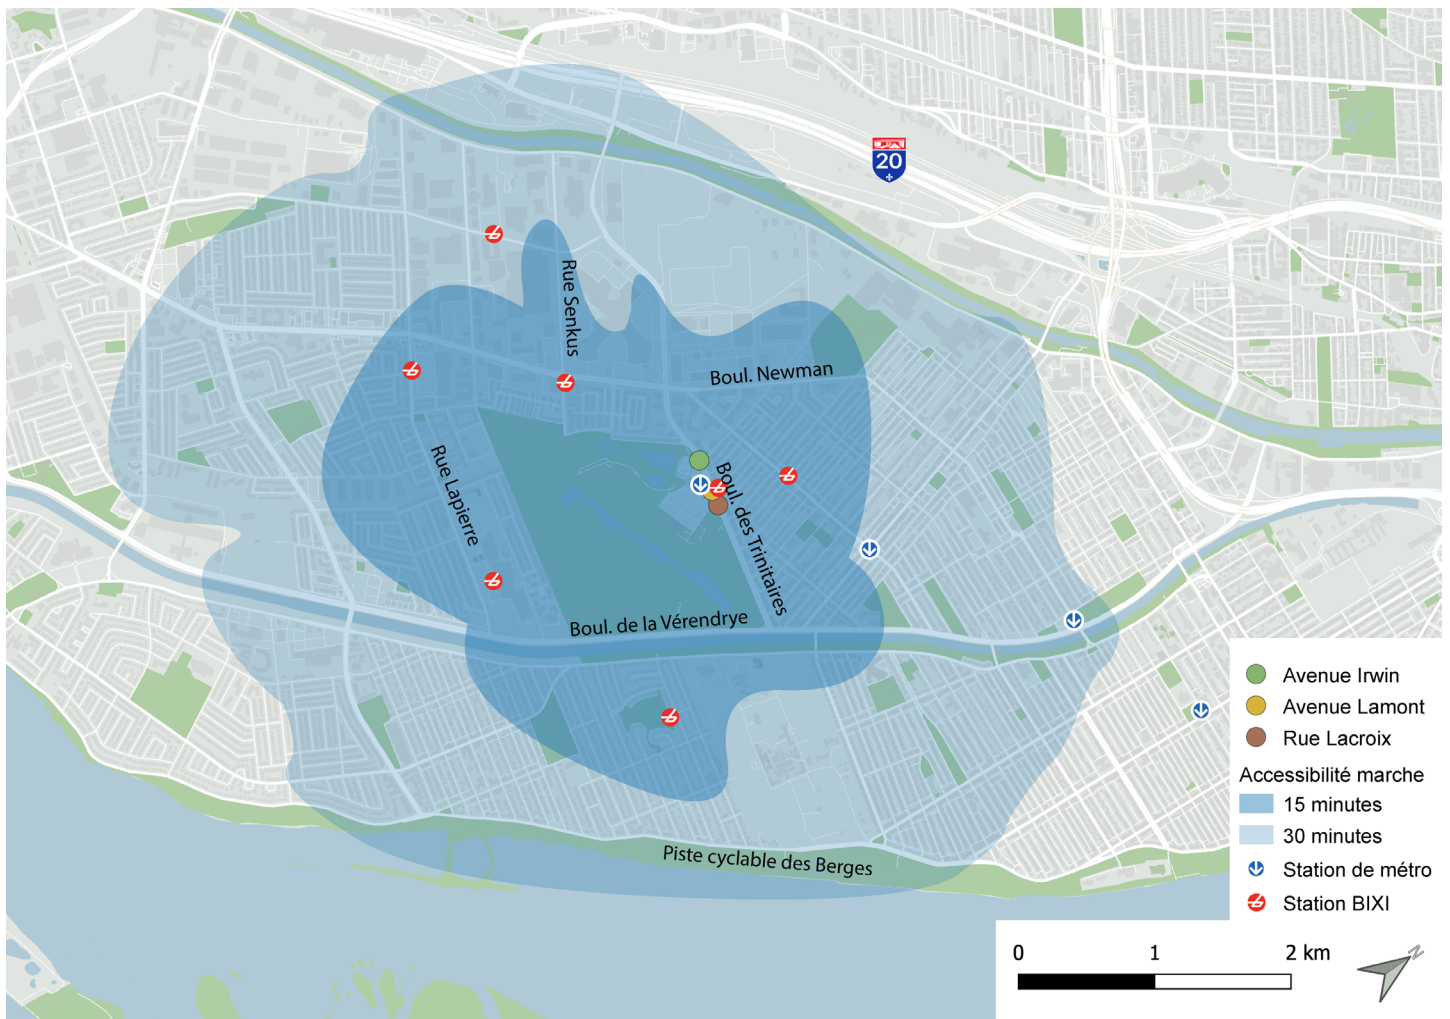 20
Rue Senkus
Boul. Newman
Rue Lapierre
Boul. des Trinitaires
Boul. de la Vérendrye
Piste cyclable des Berges
Avenue Irwin
Avenue Lamont
Rue Lacroix
Accessibilité marche
15 minutes
30 minutes
Station de métro
Station BIXI
0 1 2 km
N